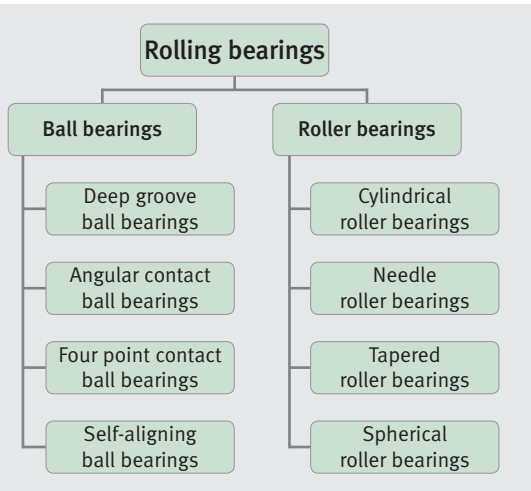 Rolling bearings
Ball bearings
Deep groove
ball bearings
Angular contact
ball bearings
Four point contact
ball bearings
Self-aligning
ball bearings
Roller bearings
Cylindrical
roller bearings
Needle
roller bearings
Tapered
roller bearings
Spherical
roller bearings